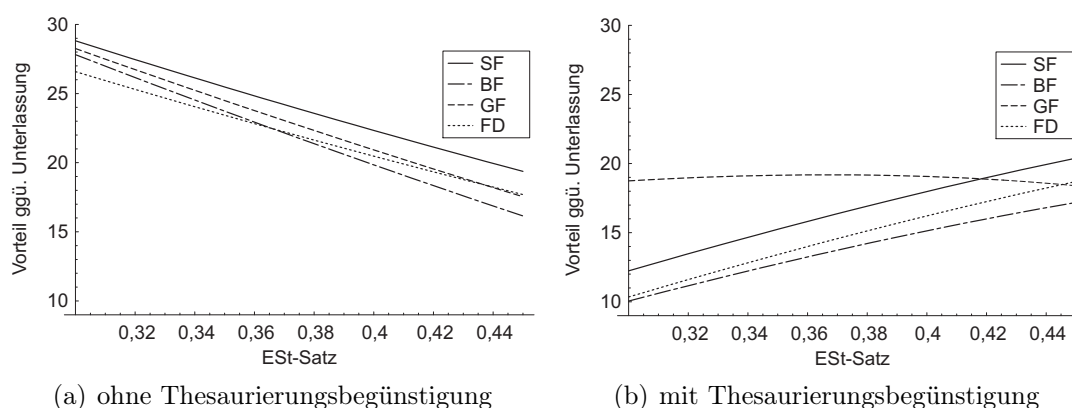 30
25
20
15
10
Vorteil ggü. Unterlassung
SF
BF
GF
FD
0,32 0,34 0,36 0,38 0,4 0,42 0,44
ESt-Satz
(a) ohne Thesaurierungsbegünstigung
30
25
20
15
10
Vorteil ggü. Unterlassung
SF
BF
GF
FD
0,32 0,34 0,36 0,38 0,4 0,42 0,44
ESt-Satz
(b) mit Thesaurierungsbegünstigung